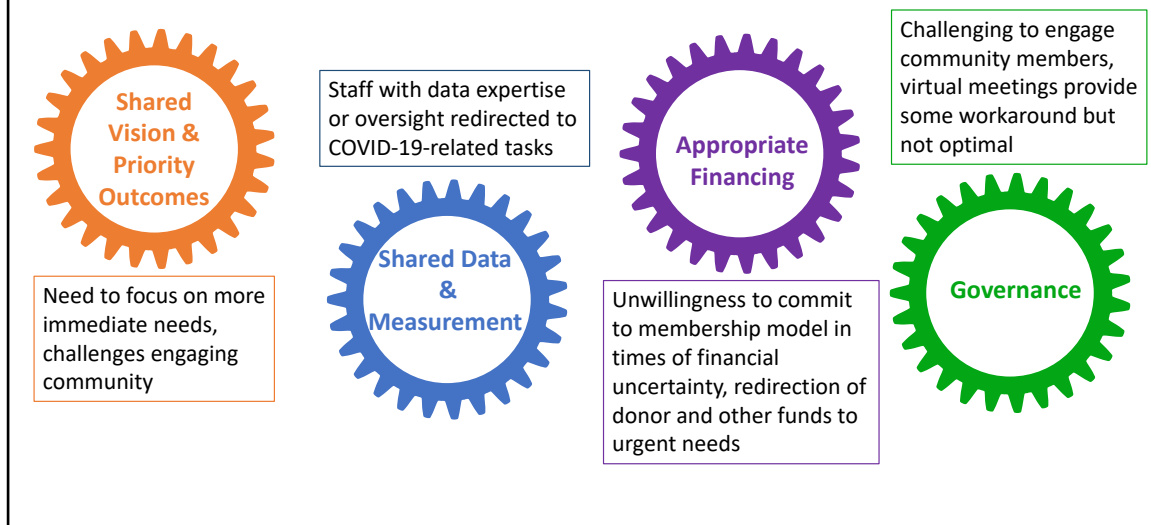 Shared
Vision &
Priority
Outcomes
Need to focus on more
immediate needs,
challenges engaging
community
Staff with data expertise
or oversight redirected to
COVID-19-related tasks
Shared Data
&
Measurement
Appropriate
Financing
Unwillingness to commit
to membership model in
times of financial
uncertainty, redirection of
donor and other funds to
urgent needs
Challenging to engage
community members,
virtual meetings provide
some workaround but
not optimal
Governance